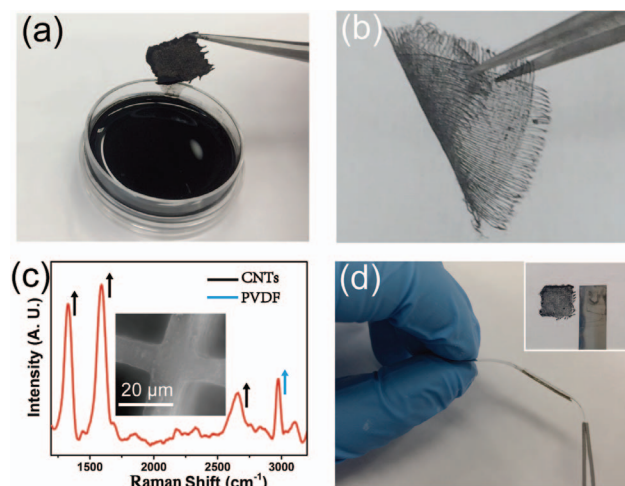 (a)
(b)
(c)
CNTs
PVDF
20 µm
Intensity (A. U.)
1500
2000
2500
3000
Raman Shift (cm⁻¹)
(d)